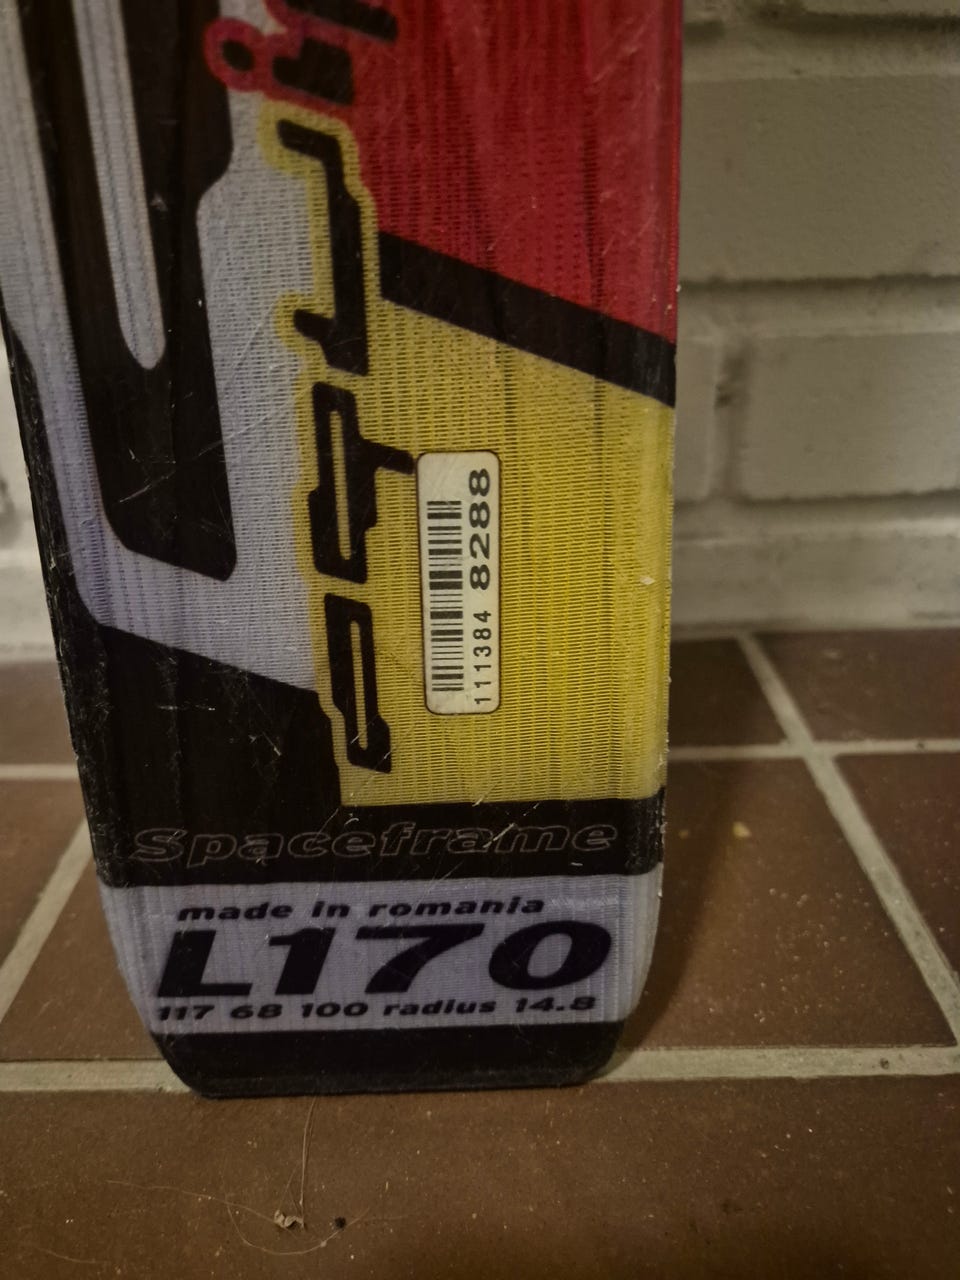 111384 8288
Spaceframe
made in romania
L170
117 68 100 radius 14.8